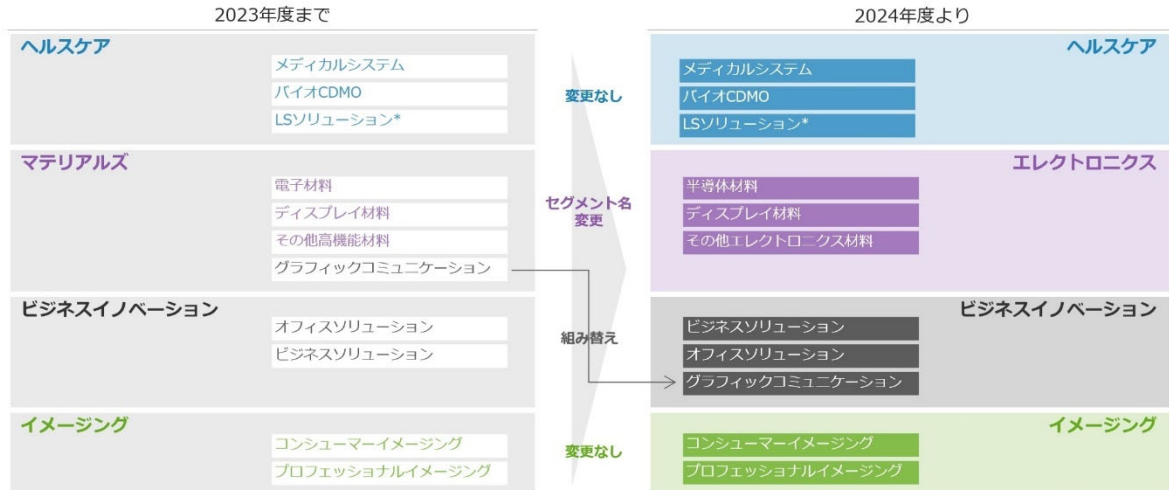 2023年度まで
2024年度より
ヘルスケア
メディカルシステム
バイオCDMO
LSソリューション*
変更なし
ヘルスケア
メディカルシステム
バイオCDMO
LSソリューション*
マテリアルズ
電子材料
ディスプレイ材料
その他高機能材料
グラフィックコミュニケーション
セグメント名
変更
エレクトロニクス
半導体材料
ディスプレイ材料
その他エレクトロニクス材料
ビジネスイノベーション
オフィスソリューション
ビジネスソリューション
組み替え
ビジネスイノベーション
ビジネスソリューション
オフィスソリューション
グラフィックコミュニケーション
イメージング
コンシューマーイメージング
プロフェッショナルイメージング
変更なし
イメージング
コンシューマーイメージング
プロフェッショナルイメージング